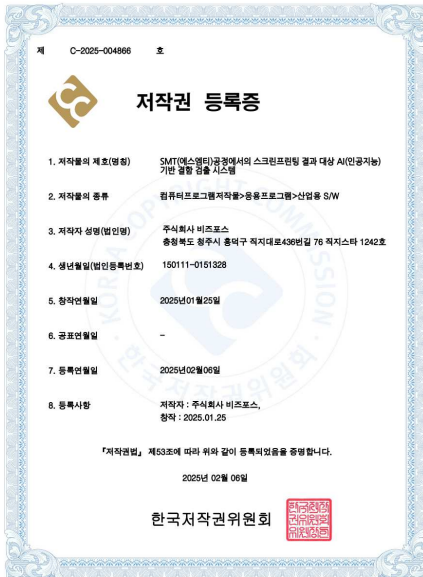 제 C-2025-004866 호
저작권 등록증
1. 저작물의 제호(명칭) SMT(에스엠티)공정에서의 스크린프린팅 결과 대상 AI(인공지능)
기반 결함 검출 시스템
2. 저작물의 종류 컴퓨터프로그램저작물>응용프로그램>산업용 S/W
3. 저작자 성명(법인명) 주식회사 비즈포스
충청북도 청주시 흥덕구 직지대로436번길 76 직지스타 1242호
4. 생년월일(법인등록번호) 150111-0151328
5. 창작연월일 2025년01월25일
6. 공표연월일 -
7. 등록연월일 2025년02월06일
8. 등록사항 저작자 : 주식회사 비즈포스,
창작 : 2025.01.25
『저작권법』 제53조에 따라 위와 같이 등록되었음을 증명합니다.
2025년 02월 06일
한국저작권위원회
KOREA COPYRIGHT COMMISSION
한국저작권위원회